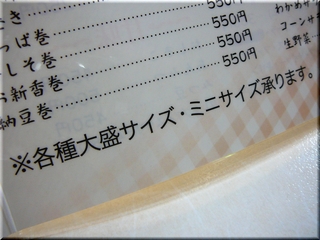 き……550円
っぱ巻……550円
しそ巻……550円
新香巻……550円
納豆巻……550円
※各種大盛サイズ・ミニサイズ承ります。
わかめサ
コーンサ
生野菜…